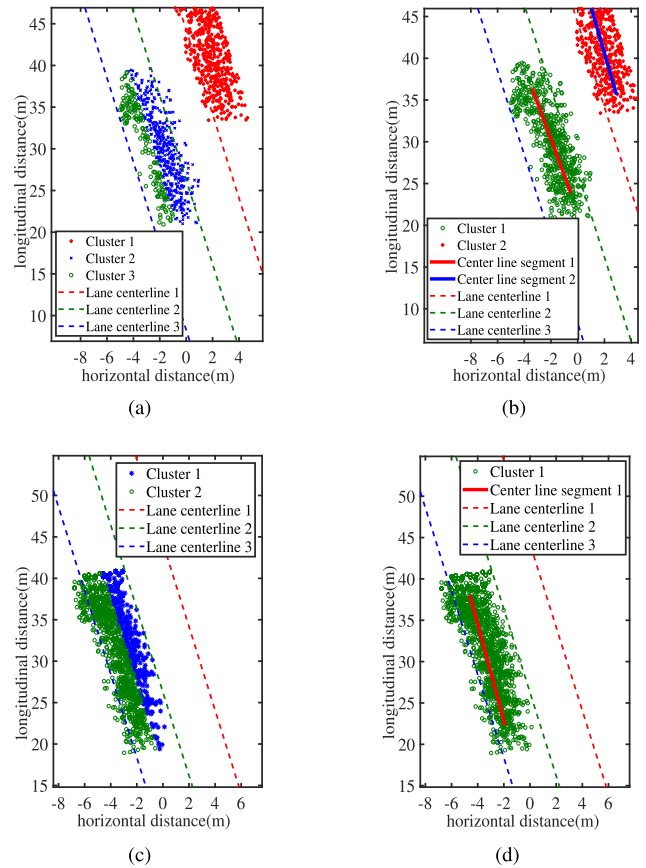 45
40
35
30
25
20
15
10
longitudinal distance(m)
Cluster 1
Cluster 2
Cluster 3
Lane centerline 1
Lane centerline 2
Lane centerline 3
-8 -6 -4 -2 0 2 4
horizontal distance(m)
(a)
45
40
35
30
25
20
15
10
longitudinal distance(m)
Cluster 1
Cluster 2
Center line segment 1
Center line segment 2
Lane centerline 1
Lane centerline 2
Lane centerline 3
-8 -6 -4 -2 0 2 4
horizontal distance(m)
(b)
50
45
40
35
30
25
20
15
longitudinal distance(m)
Cluster 1
Cluster 2
Lane centerline 1
Lane centerline 2
Lane centerline 3
-8 -6 -4 -2 0 2 4 6
horizontal distance(m)
(c)
50
45
40
35
30
25
20
15
longitudinal distance(m)
Cluster 1
Center line segment 1
Lane centerline 1
Lane centerline 2
Lane centerline 3
-8 -6 -4 -2 0 2 4 6
horizontal distance(m)
(d)